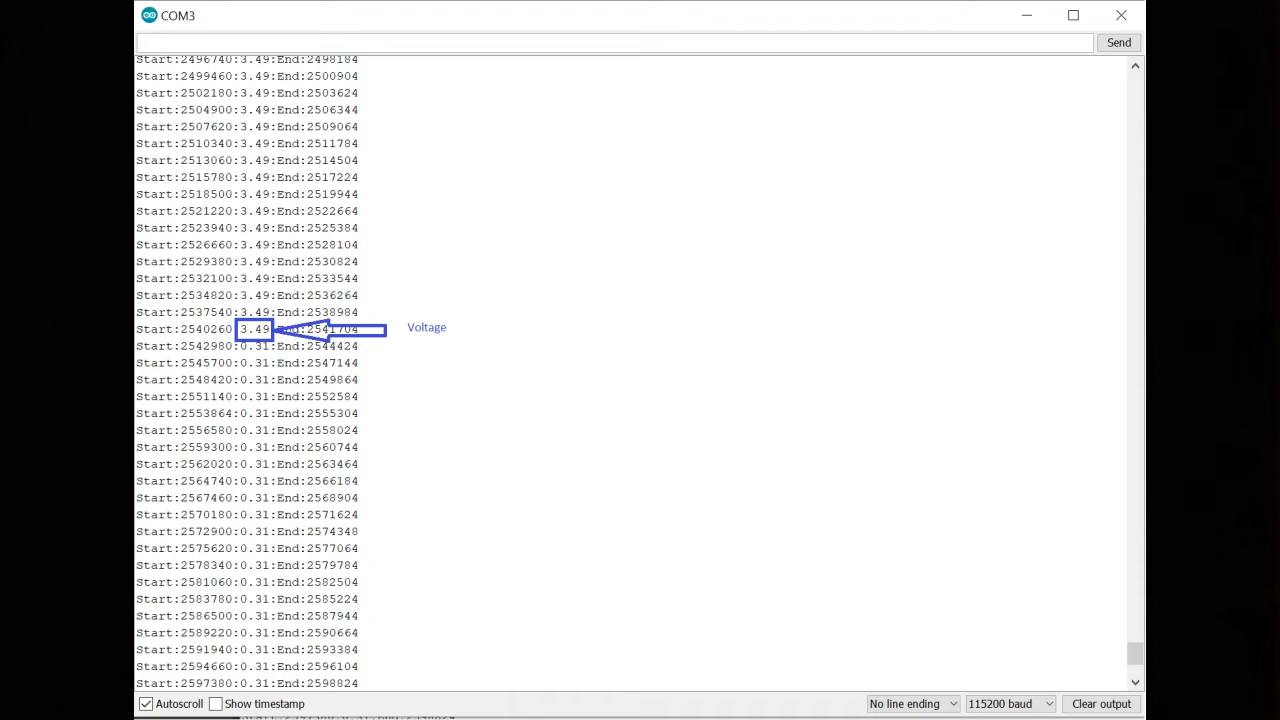 COM3
Send
Start:2496740:3.49:End:2498184
Start:2499460:3.49:End:2500904
Start:2502180:3.49:End:2503624
Start:2504900:3.49:End:2506344
Start:2507620:3.49:End:2509064
Start:2510340:3.49:End:2511784
Start:2513060:3.49:End:2514504
Start:2515780:3.49:End:2517224
Start:2518500:3.49:End:2519944
Start:2521220:3.49:End:2522664
Start:2523940:3.49:End:2525384
Start:2526660:3.49:End:2528104
Start:2529380:3.49:End:2530824
Start:2532100:3.49:End:2533544
Start:2534820:3.49:End:2536264
Start:2537540:3.49:End:2538984
Start:2540260:3.49:End:2541704 Voltage
Start:2542980:0.31:End:2544424
Start:2545700:0.31:End:2547144
Start:2548420:0.31:End:2549864
Start:2551140:0.31:End:2552584
Start:2553864:0.31:End:2555304
Start:2556580:0.31:End:2558024
Start:2559300:0.31:End:2560744
Start:2562020:0.31:End:2563464
Start:2564740:0.31:End:2566184
Start:2567460:0.31:End:2568904
Start:2570180:0.31:End:2571624
Start:2572900:0.31:End:2574348
Start:2575620:0.31:End:2577064
Start:2578340:0.31:End:2579784
Start:2581060:0.31:End:2582504
Start:2583780:0.31:End:2585224
Start:2586500:0.31:End:2587944
Start:2589220:0.31:End:2590664
Start:2591940:0.31:End:2593384
Start:2594660:0.31:End:2596104
Start:2597380:0.31:End:2598824
Autoscroll Show timestamp No line ending 115200 baud Clear output